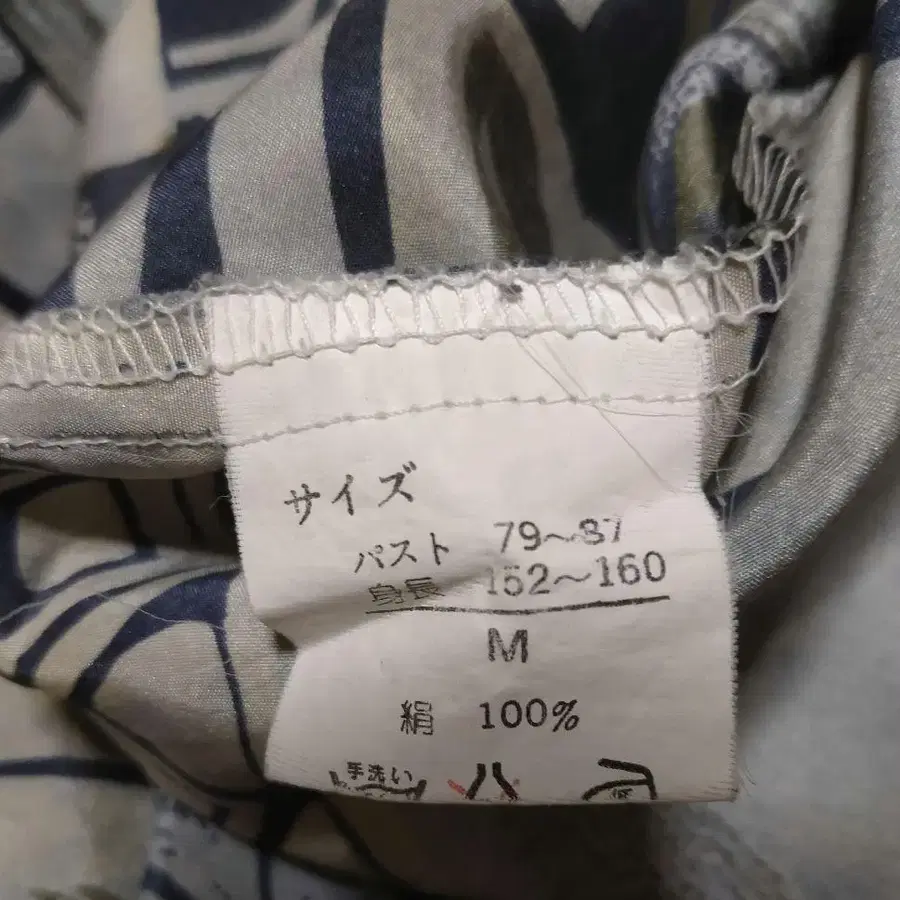 サイズ
バスト 79～87
身長 152～160
M
絹 100%
手洗い